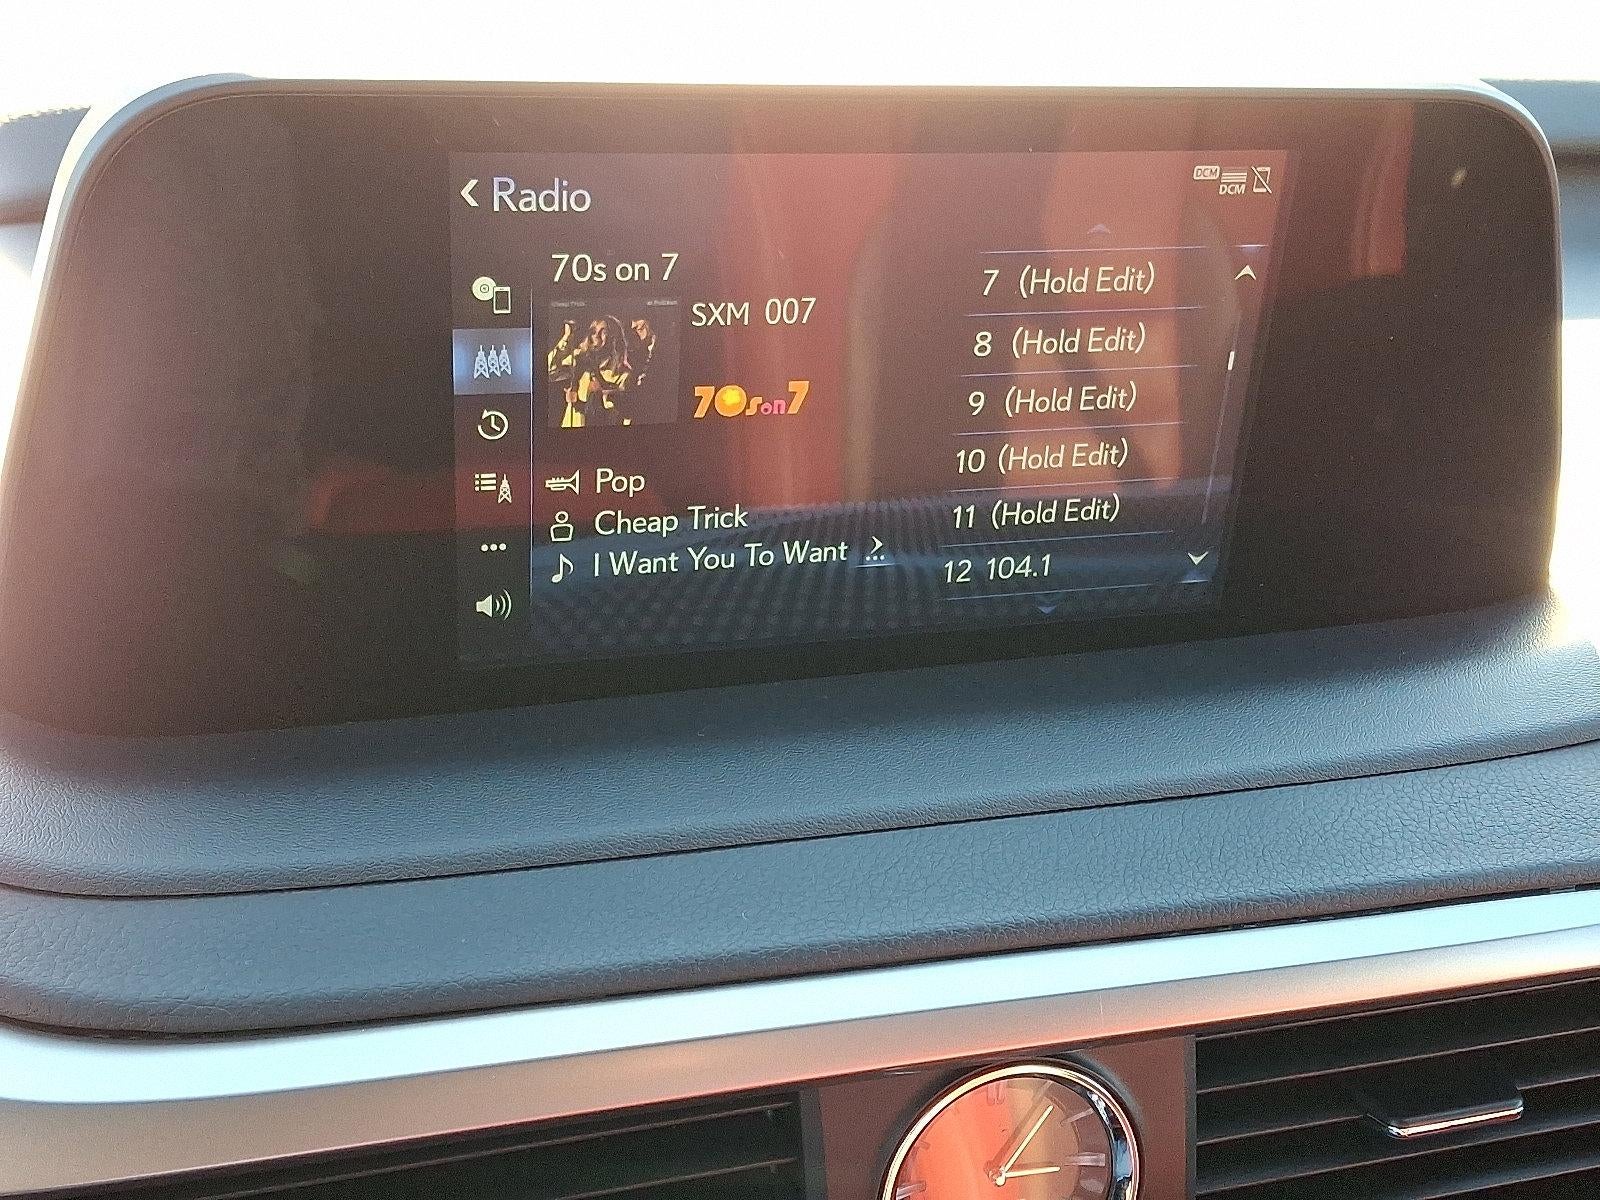 Radio
DCM
DCM
70s on 7
SXM 007
70s on 7
Pop
Cheap Trick
I Want You To Want
7 (Hold Edit)
8 (Hold Edit)
9 (Hold Edit)
10 (Hold Edit)
11 (Hold Edit)
12 104.1